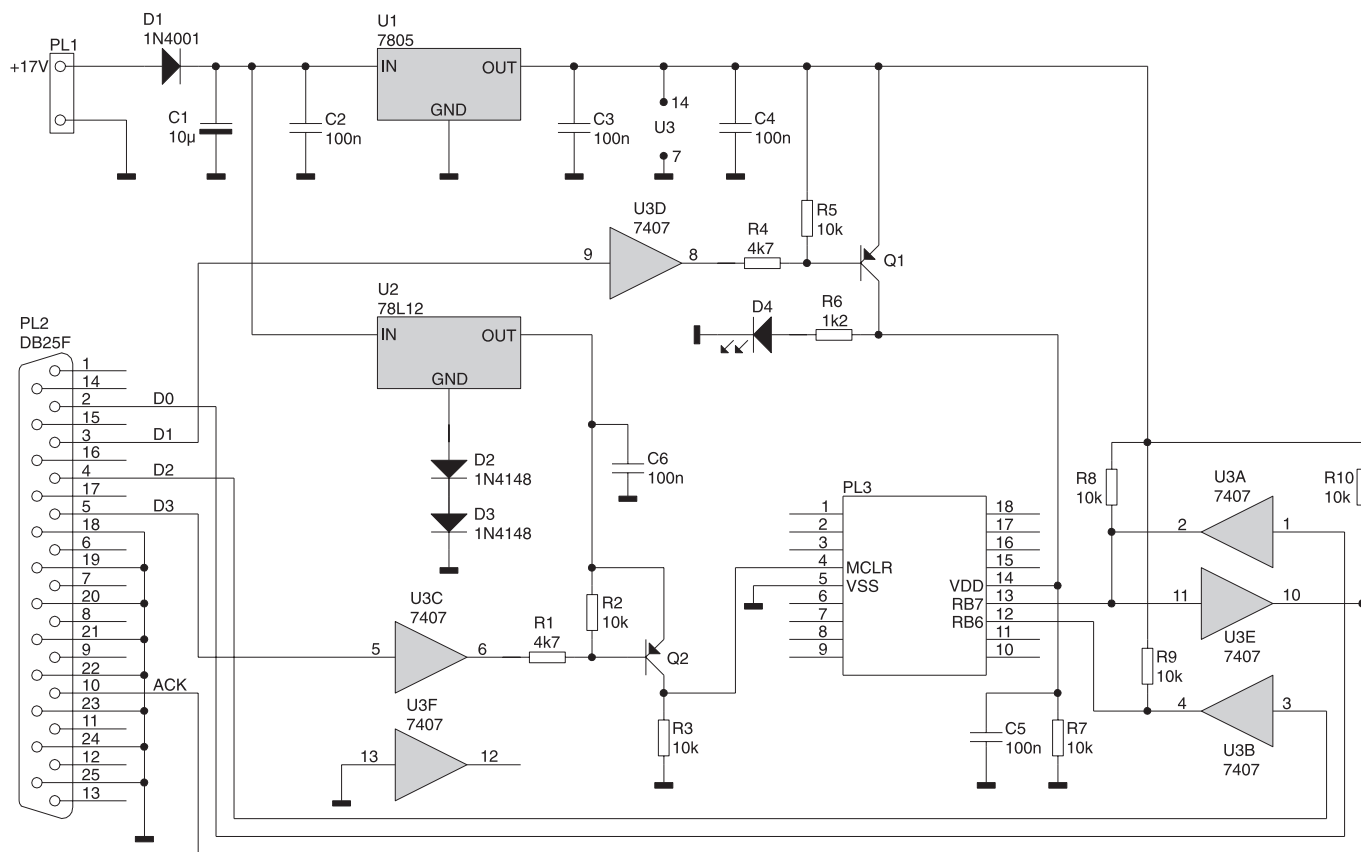 D1
1N4001
PL1
+17V
U1
7805
IN
OUT
GND
C1
10µ
C2
100n
C3
100n
14
U3
7
C4
100n
U3D
7407
9
8
R4
4k7
R5
10k
Q1
U2
78L12
IN
OUT
GND
D4
R6
1k2
PL2
DB25F
1
14
2
D0
15
3
D1
16
4
D2
17
5
D3
18
6
19
7
20
8
21
9
22
10
ACK
23
11
24
12
25
13
D2
1N4148
D3
1N4148
C6
100n
U3C
7407
5
6
R1
4k7
R2
10k
Q2
U3F
7407
13
12
R3
10k
PL3
1
2
3
4
5
6
7
8
9
MCLR
VSS
VDD
RB7
RB6
18
17
16
15
14
13
12
11
10
C5
100n
R7
10k
R8
10k
U3A
7407
2
1
R10
10k
11
10
U3E
7407
R9
10k
4
3
U3B
7407